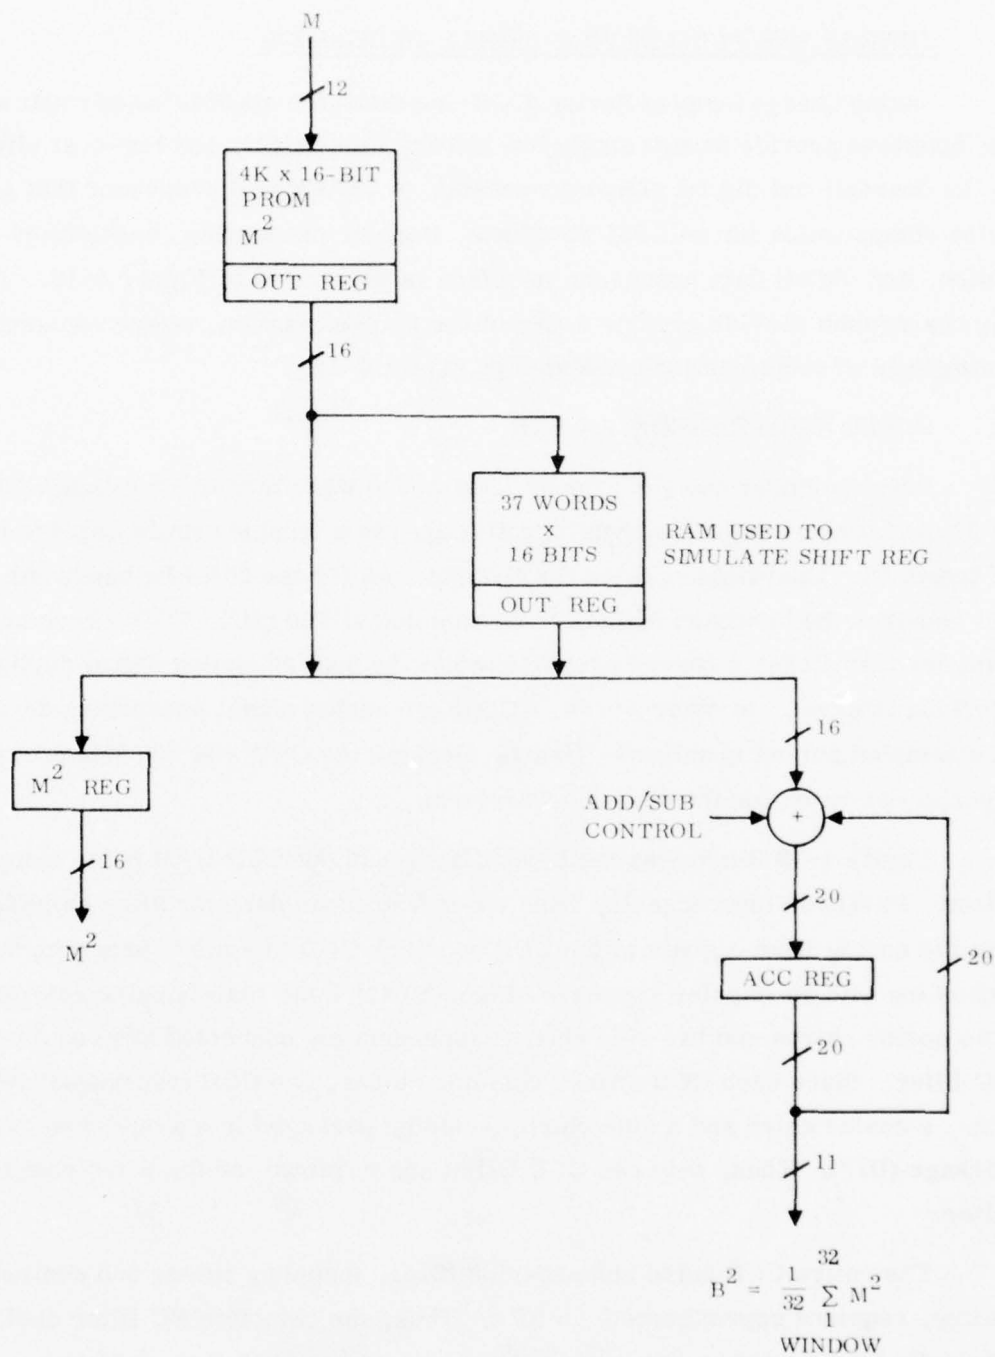 M
12
4K x 16-BIT
PROM
M²
OUT REG
16
37 WORDS
x
16 BITS
OUT REG
RAM USED TO
SIMULATE SHIFT REG
16
M² REG
ADD/SUB
CONTROL
+
16
20
M²
20
ACC REG
20
11
32
B² = 1/32 Σ M²
1
WINDOW